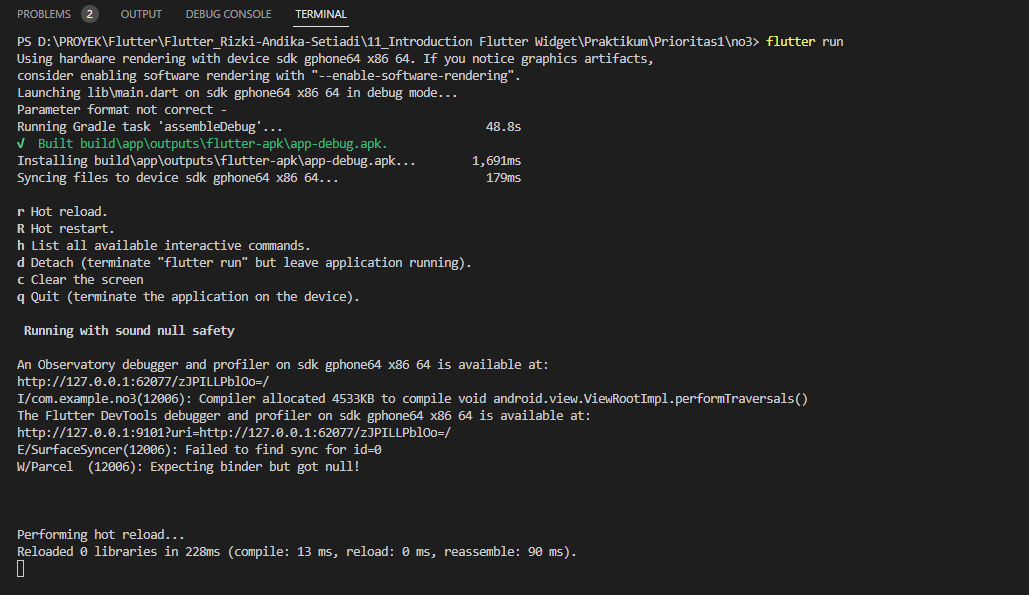 PROBLEMS 2 OUTPUT DEBUG CONSOLE TERMINAL
PS D:\PROYEK\Flutter\Flutter_Rizki-Andika-Setiadi\11_Introduction Flutter Widget\Praktikum\Prioritas1\no3> flutter run
Using hardware rendering with device sdk gphone64 x86 64. If you notice graphics artifacts,
consider enabling software rendering with "--enable-software-rendering".
Launching lib\main.dart on sdk gphone64 x86 64 in debug mode...
Parameter format not correct -
Running Gradle task 'assembleDebug'... 48.8s
√ Built build\app\outputs\flutter-apk\app-debug.apk.
Installing build\app\outputs\flutter-apk\app-debug.apk... 1,691ms
Syncing files to device sdk gphone64 x86 64... 179ms
r Hot reload.
R Hot restart.
h List all available interactive commands.
d Detach (terminate "flutter run" but leave application running).
c Clear the screen
q Quit (terminate the application on the device).
Running with sound null safety
An Observatory debugger and profiler on sdk gphone64 x86 64 is available at:
http://127.0.0.1:62077/zJPILLPblOo=/
I/com.example.no3(12006): Compiler allocated 4533KB to compile void android.view.ViewRootImpl.performTraversals()
The Flutter DevTools debugger and profiler on sdk gphone64 x86 64 is available at:
http://127.0.0.1:9101?uri=http://127.0.0.1:62077/zJPILLPblOo=/
E/SurfaceSyncer(12006): Failed to find sync for id=0
W/Parcel  (12006): Expecting binder but got null!
Performing hot reload...
Reloaded 0 libraries in 228ms (compile: 13 ms, reload: 0 ms, reassemble: 90 ms).